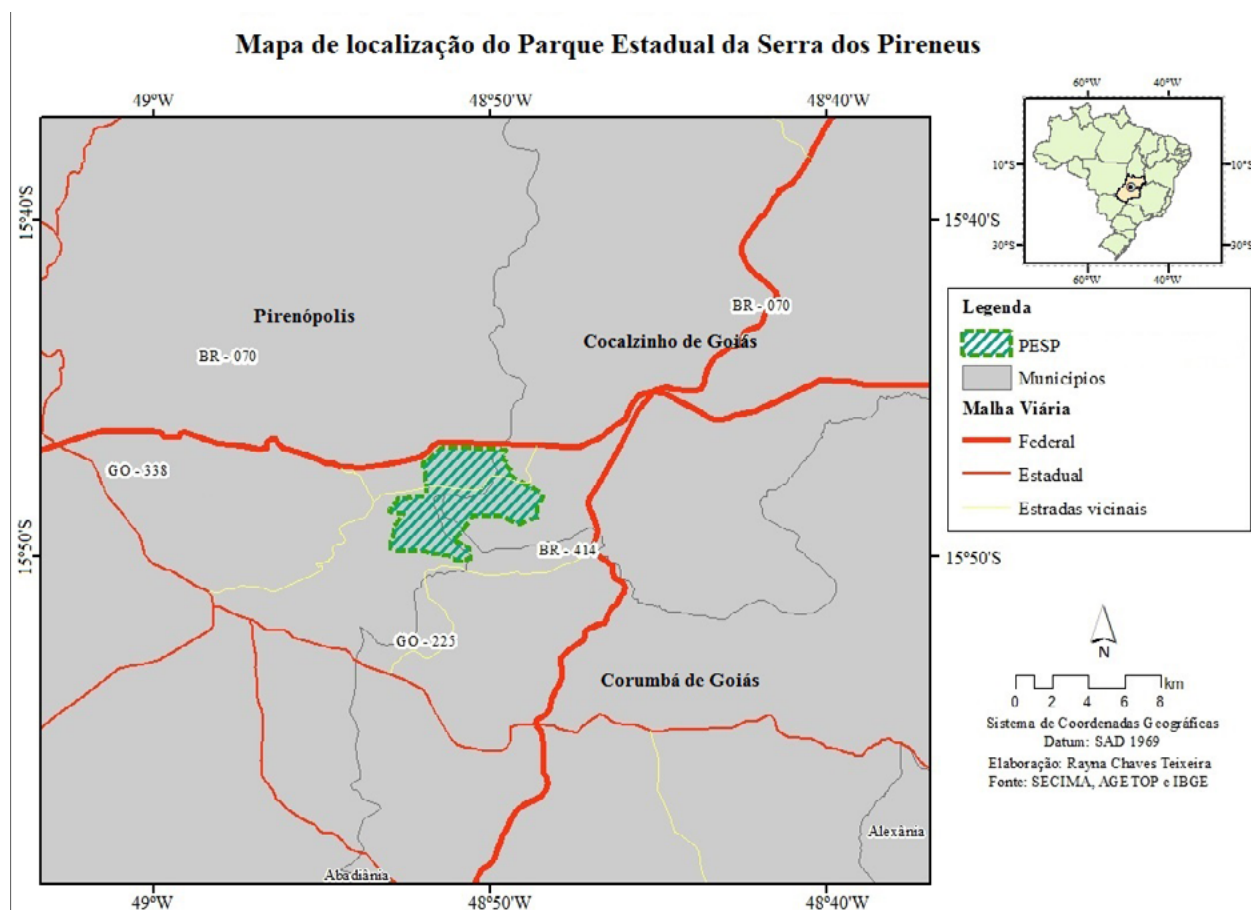 Mapa de localização do Parque Estadual da Serra dos Pireneus
49°W
48°50'W
48°40'W
60°W
40°W
10°S
10°S
30°S
30°S
60°W
40°W
15°40'S
15°40'S
BR - 070
Pirenópolis
Cocalzinho de Goiás
BR - 070
GO - 338
BR - 414
15°50'S
15°50'S
GO - 225
Corumbá de Goiás
Alexânia
Abadiânia
49°W
48°50'W
48°40'W
Legenda
PESP
Municípios
Malha Viária
Federal
Estadual
Estradas vicinais
N
0 2 4 6 8 km
Sistema de Coordenadas Geográficas
Datum: SAD 1969
Elaboração: Rayna Chaves Teixeira
Fonte: SECIMA, AGETOP e IBGE